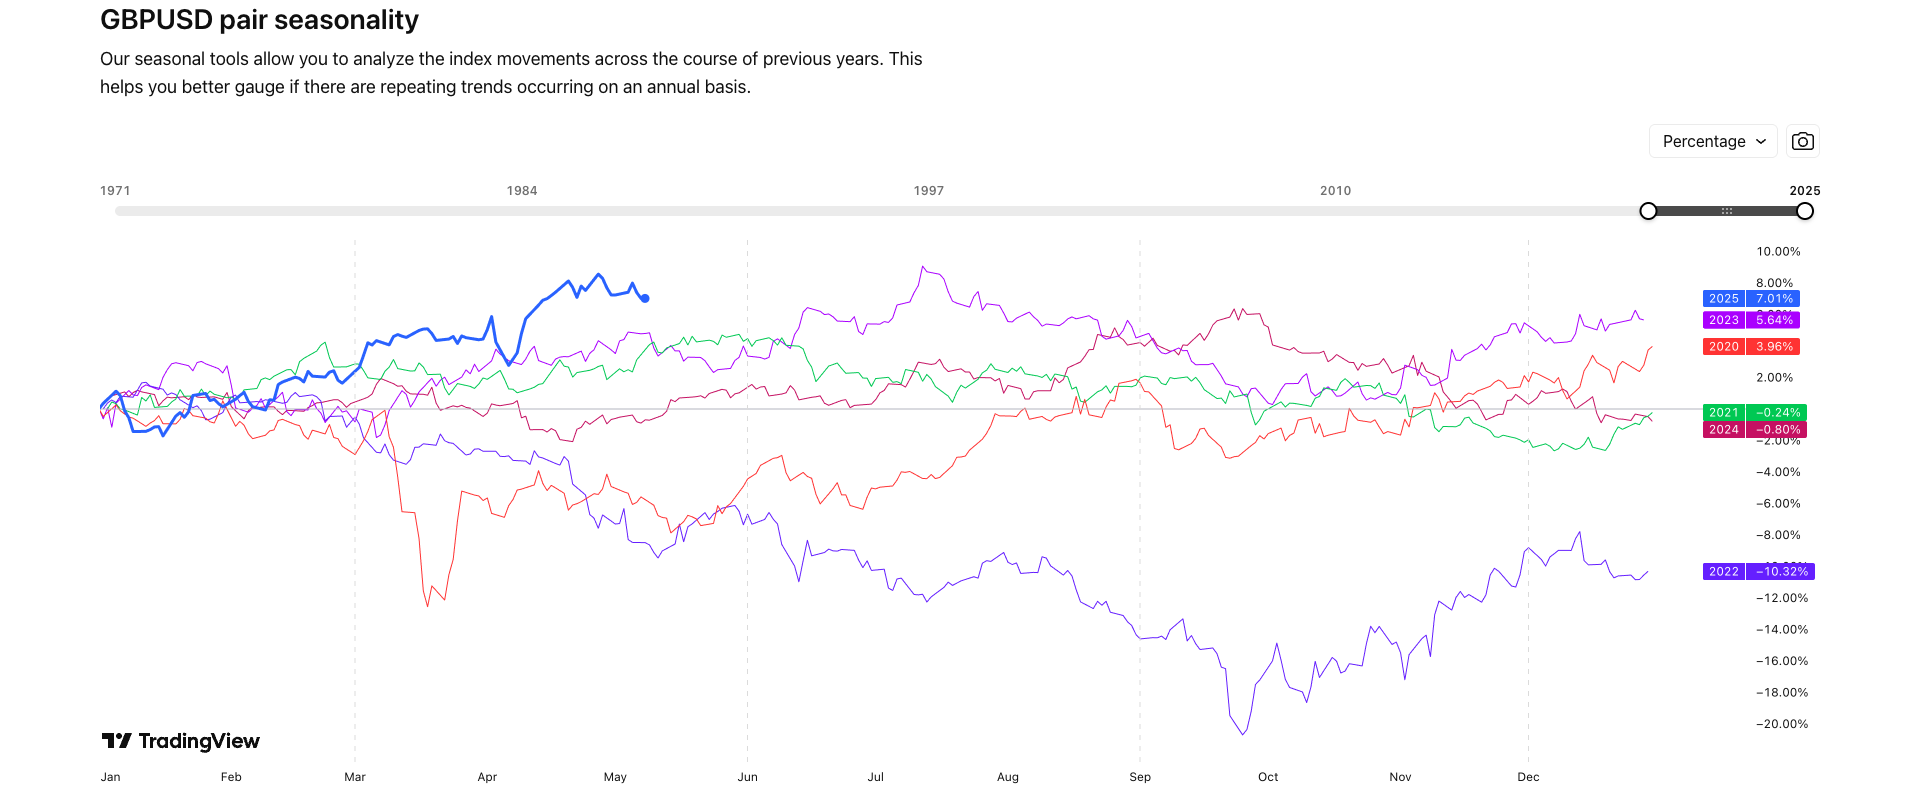 GBPUSD pair seasonality
Our seasonal tools allow you to analyze the index movements across the course of previous years. This
helps you better gauge if there are repeating trends occurring on an annual basis.
Percentage
1971 1984 1997 2010 2025
10.00%
8.00%
2025 7.01%
2023 5.64%
2020 3.96%
2.00%
2021 −0.24%
2024 −0.80%
−2.00%
−4.00%
−6.00%
−8.00%
2022 −10.32%
−12.00%
−14.00%
−16.00%
−18.00%
−20.00%
TradingView
Jan Feb Mar Apr May Jun Jul Aug Sep Oct Nov Dec